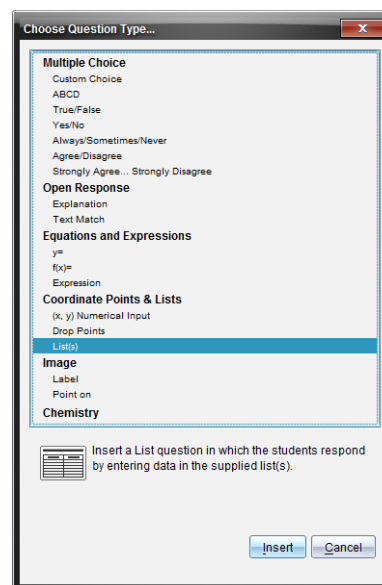 Choose Question Type...
Multiple Choice
Custom Choice
ABCD
True/False
Yes/No
Always/Sometimes/Never
Agree/Disagree
Strongly Agree... Strongly Disagree
Open Response
Explanation
Text Match
Equations and Expressions
y=
f(x)=
Expression
Coordinate Points & Lists
(x, y) Numerical Input
Drop Points
List(s)
Image
Label
Point on
Chemistry
Insert a List question in which the students respond
by entering data in the supplied list(s).
Insert Cancel